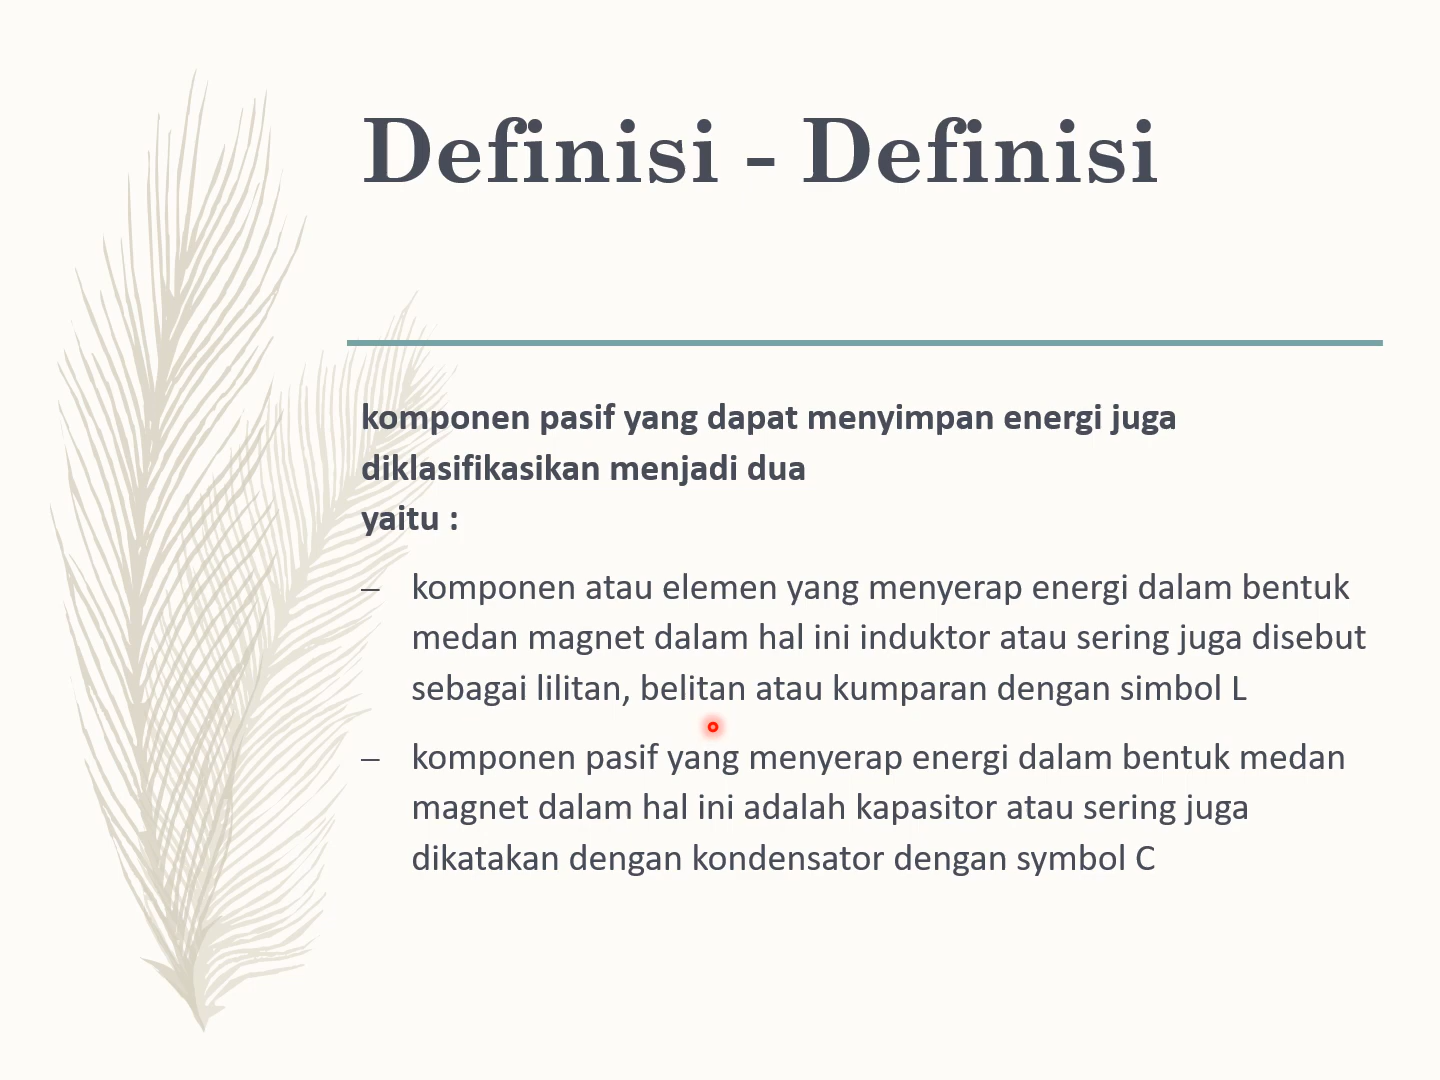 Definisi - Definisi
komponen pasif yang dapat menyimpan energi juga
diklasifikasikan menjadi dua
yaitu :
– komponen atau elemen yang menyerap energi dalam bentuk
medan magnet dalam hal ini induktor atau sering juga disebut
sebagai lilitan, belitan atau kumparan dengan simbol L
– komponen pasif yang menyerap energi dalam bentuk medan
magnet dalam hal ini adalah kapasitor atau sering juga
dikatakan dengan kondensator dengan symbol C